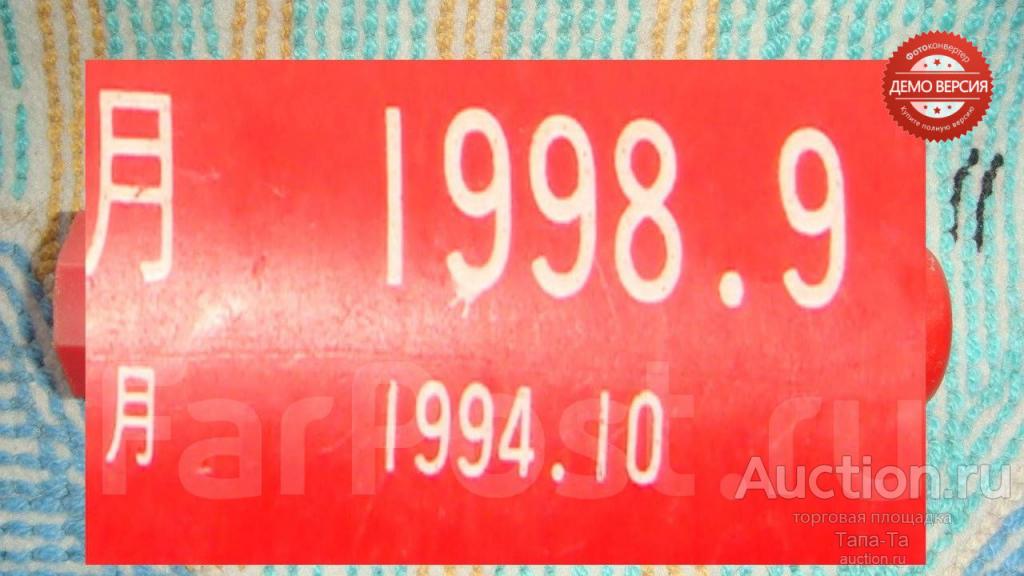 Фотоконвертер
ДЕМО ВЕРСИЯ
Купите полную версию
月 1998.9
11
月 1994.10
FarPost.ru
Auction.ru
торговая площадка
Тапа-Та
auction.ru